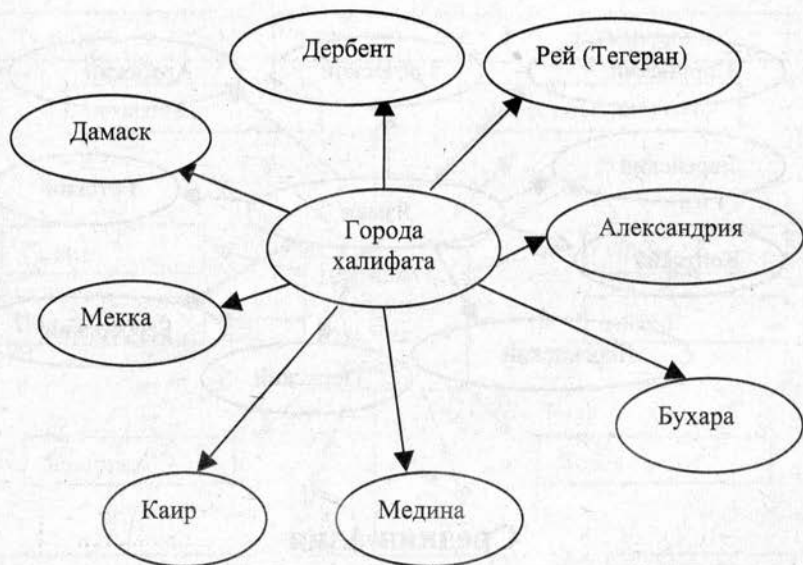 Дербент
Рей (Тегеран)
Дамаск
Города
халифата
Александрия
Мекка
Бухара
Каир
Медина